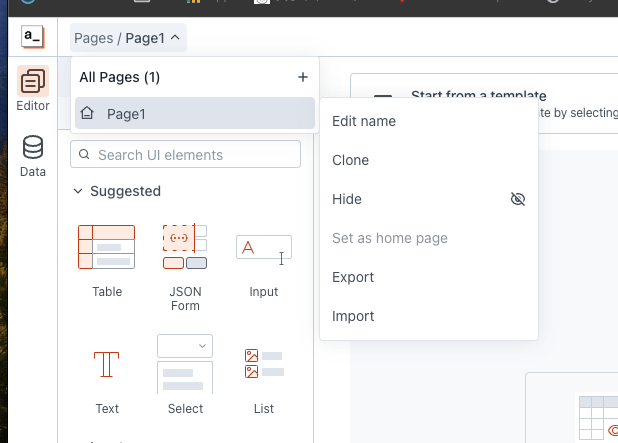 a_
Pages / Page1
All Pages (1)
+
Page1
Editor
Data
Search UI elements
Suggested
Table
JSON
Form
A
Input
T
Text
Select
List
Start from a template
te by selecting
Edit name
Clone
Hide
Set as home page
Export
Import